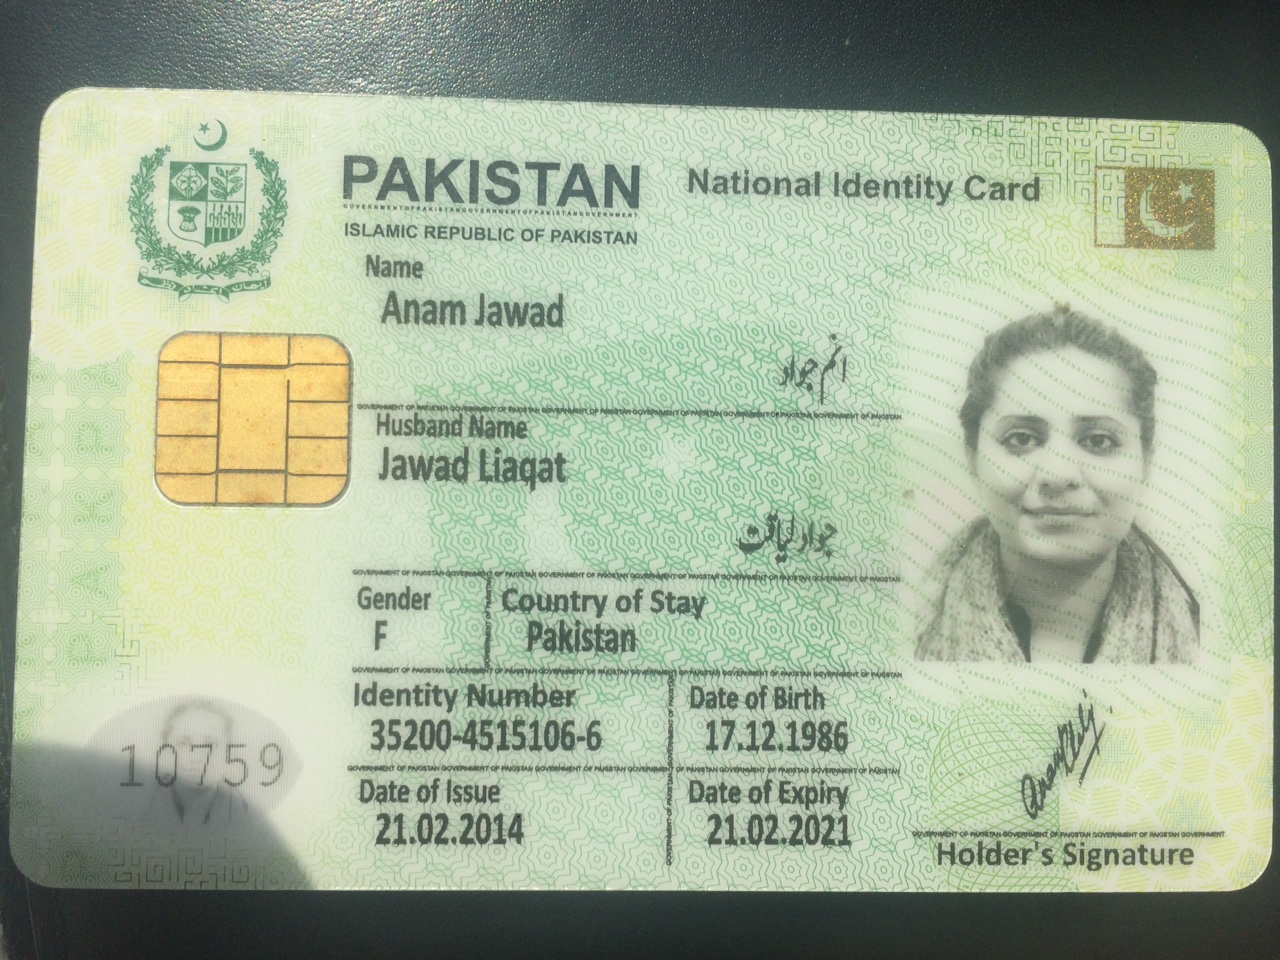 PAKISTAN National Identity Card
ISLAMIC REPUBLIC OF PAKISTAN
Name
Anam Jawad
انعم جواد
Husband Name
Jawad Liaqat
جواد لیاقت
Gender Country of Stay
F Pakistan
Identity Number Date of Birth
35200-4515106-6 17.12.1986
Date of Issue Date of Expiry
21.02.2014 21.02.2021
10759
Holder's Signature